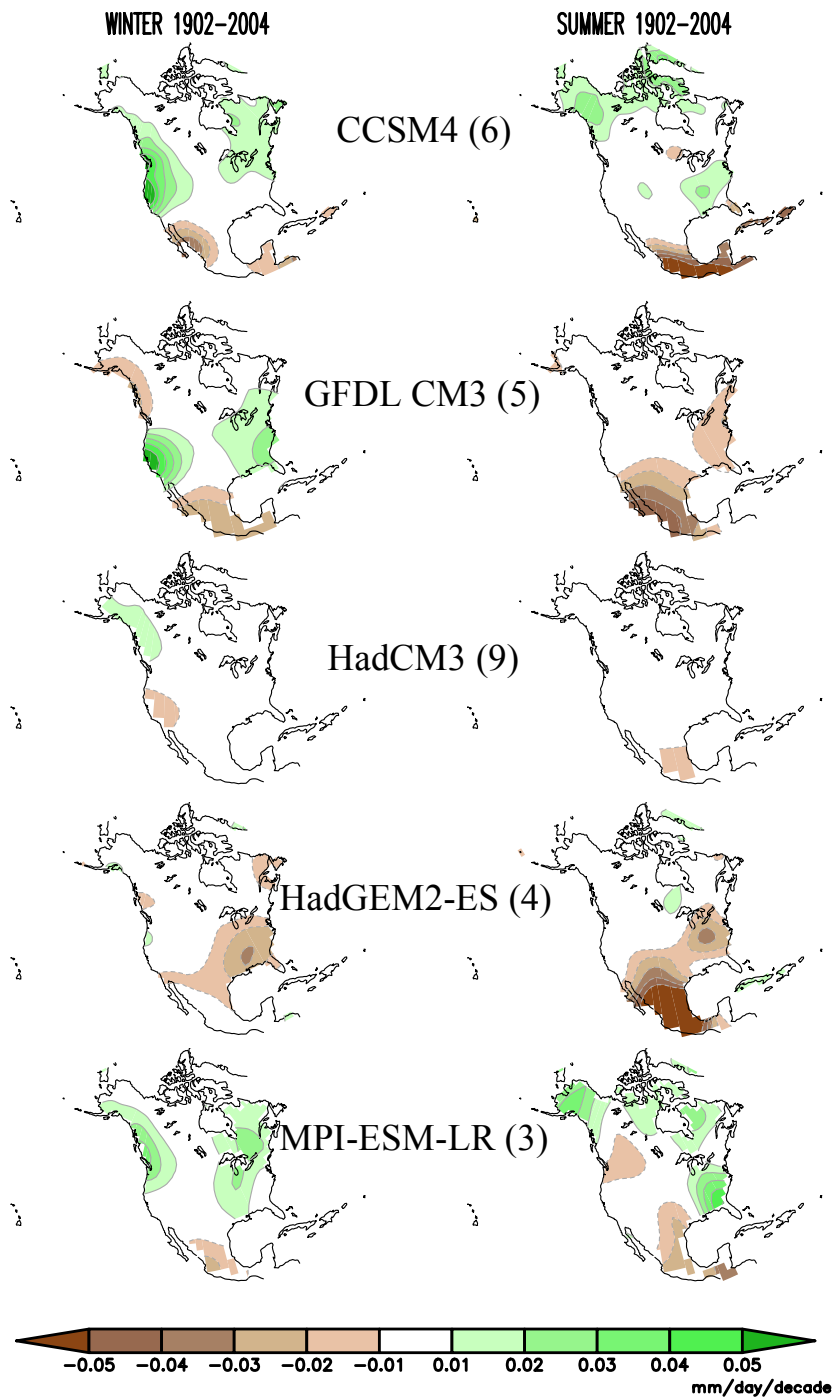 WINTER 1902-2004
SUMMER 1902-2004
CCSM4 (6)
GFDL CM3 (5)
HadCM3 (9)
HadGEM2-ES (4)
MPI-ESM-LR (3)
-0.05 -0.04 -0.03 -0.02 -0.01 0.01 0.02 0.03 0.04 0.05
mm/day/decade